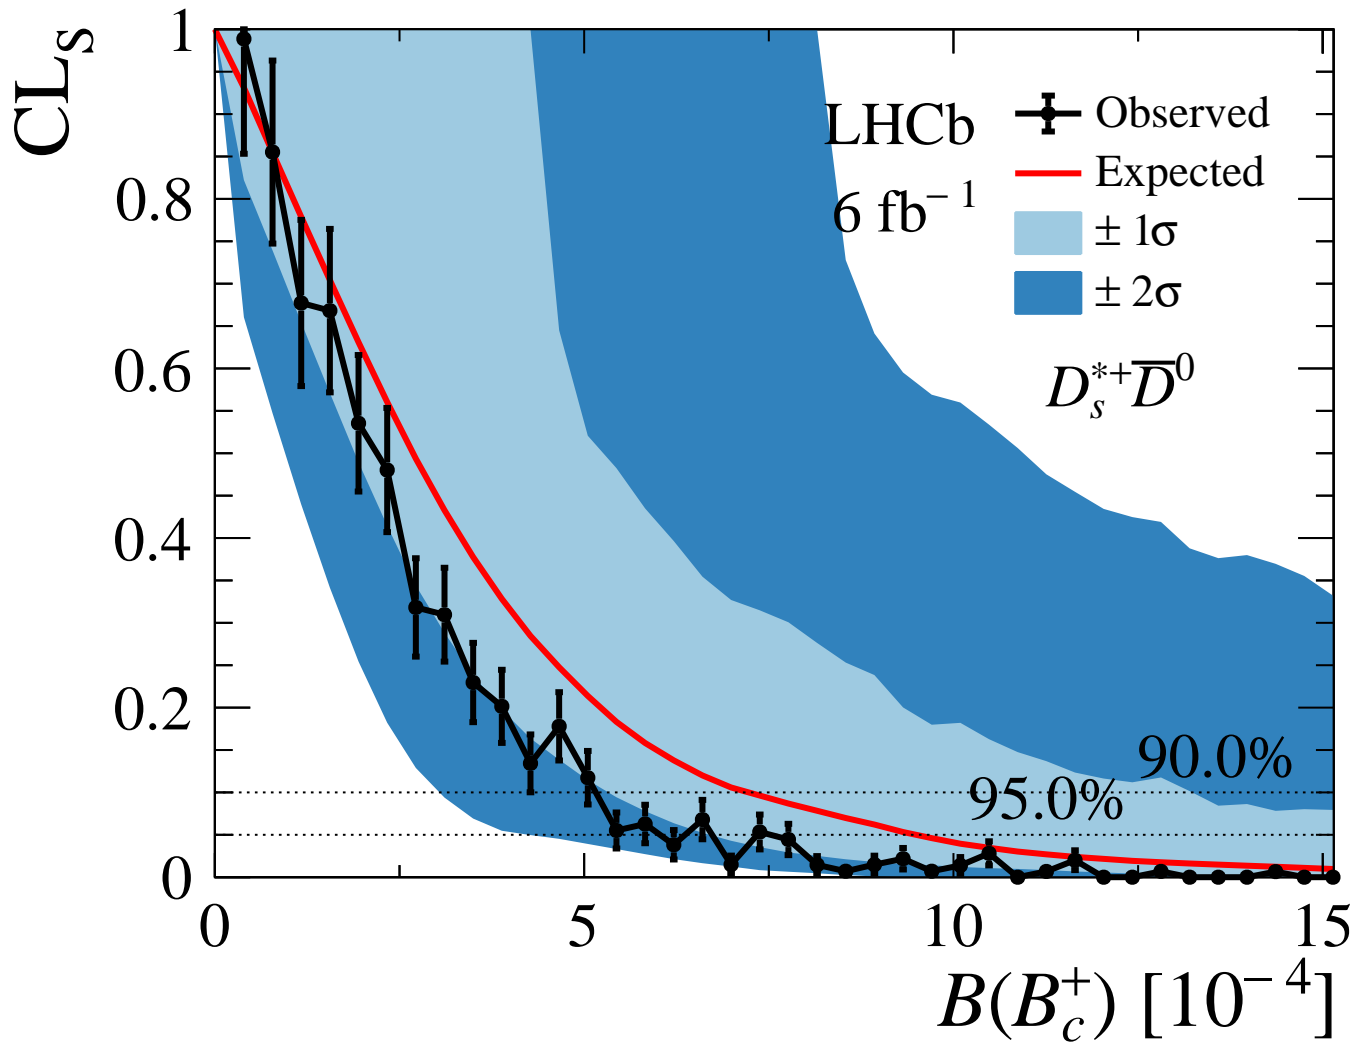 CLₛ
1
0.8
0.6
0.4
0.2
0
0 5 10 15
B(B_c^+) [10^{−4}]
LHCb
6 fb^{−1}
Observed
Expected
± 1σ
± 2σ
D_s^{*+}D̅^0
90.0%
95.0%